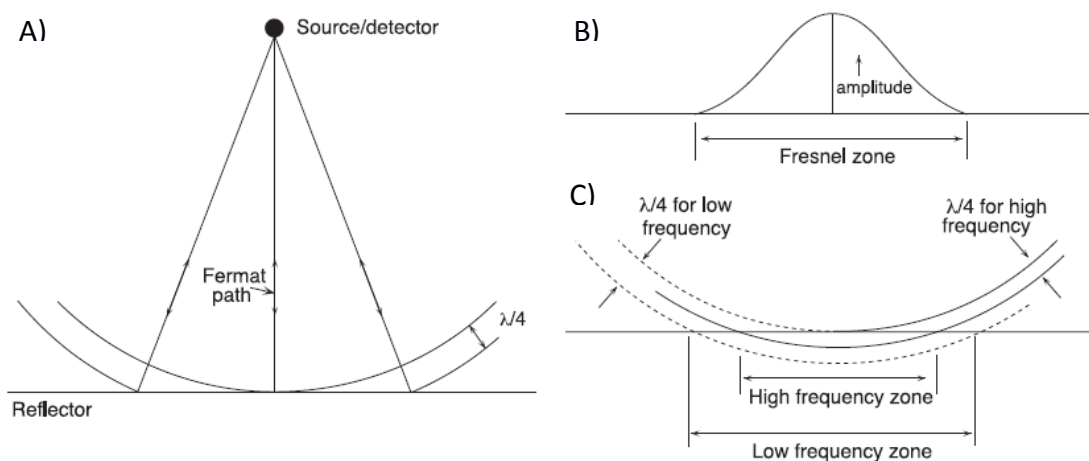 A)
Source/detector
Fermat
path
λ/4
Reflector
B)
amplitude
Fresnel zone
C)
λ/4 for low
frequency
λ/4 for high
frequency
High frequency zone
Low frequency zone